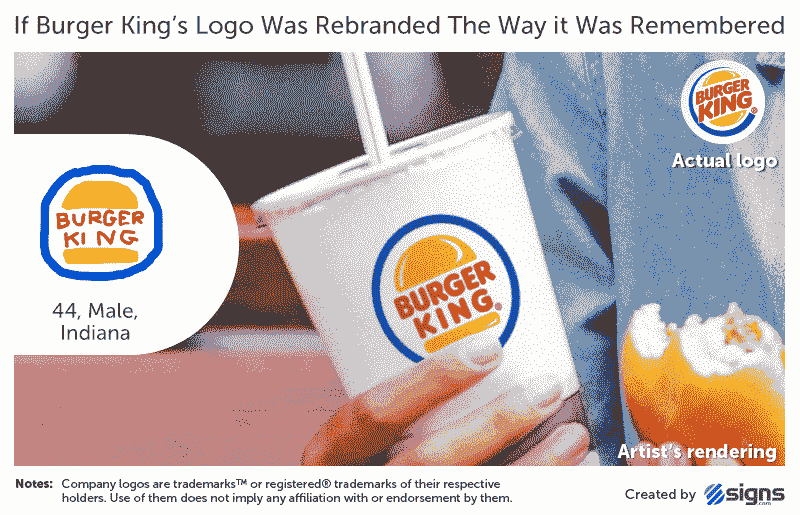 If Burger King’s Logo Was Rebranded The Way it Was Remembered
BURGER
KING®
Actual logo
BURGER
KING
44, Male,
Indiana
BURGER
KING®
Artist’s rendering
Notes: Company logos are trademarks™ or registered® trademarks of their respective
holders. Use of them does not imply any affiliation with or endorsement by them.
Created by signs.com